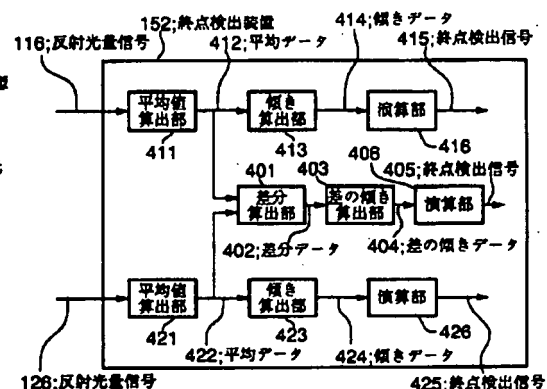 152;終点検出装置
414;傾きデータ
116;反射光量信号
412;平均データ
415;終点検出信号
平均値
算出部
411
傾き
算出部
413
演算部
416
401
403
406
405;終点検出信号
差分
算出部
差の傾き
算出部
演算部
402;差分データ
404;差の傾きデータ
平均値
算出部
421
傾き
算出部
423
演算部
426
422;平均データ
424;傾きデータ
126;反射光量信号
425;終点検出信号